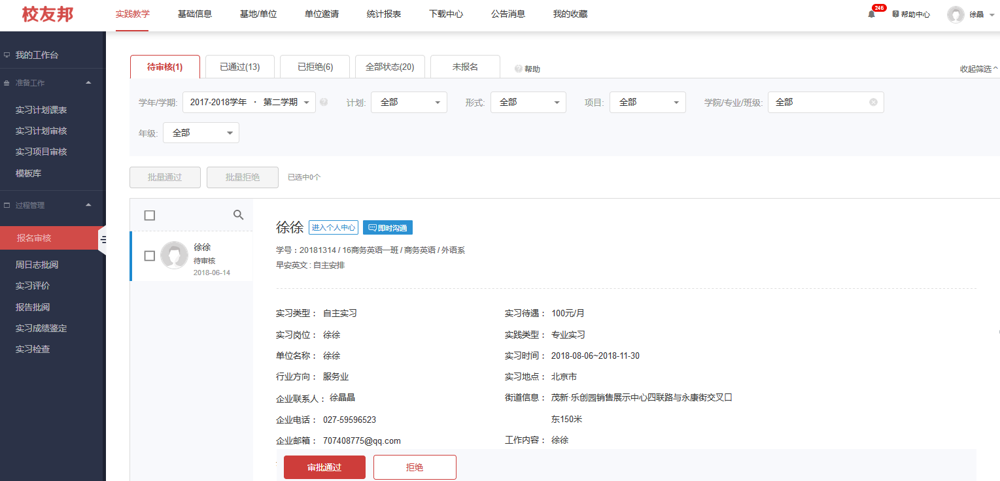 校友邦
实践教学 基础信息 基地/单位 单位邀请 统计报表 下载中心 公告消息 我的收藏
246 帮助中心 徐晶
我的工作台
准备工作
实习计划课表
实习计划审核
实习项目审核
模板库
过程管理
报名审核
周日志批阅
实习评价
报告批阅
实习成绩鉴定
实习检查
待审核(1) 已通过(13) 已拒绝(6) 全部状态(20) 未报名 帮助 收起筛选
学年/学期: 2017-2018学年 · 第二学期 计划: 全部 形式: 全部 项目: 全部 学院/专业/班级: 全部
年级: 全部
批量通过 批量拒绝 已选中0个
徐徐
待审核
2018-06-14
徐徐 进入个人中心 即时沟通
学号：20181314 / 16商务英语一班 / 商务英语 / 外语系
早安英文 : 自主安排
实习类型： 自主实习 实习待遇： 100元/月
实习岗位： 徐徐 实践类型： 专业实习
单位名称： 徐徐 实习时间： 2018-08-06~2018-11-30
行业方向： 服务业 实习地点： 北京市
企业联系人： 徐晶晶 街道信息： 茂新·乐创园销售展示中心四联路与永康街交叉口
企业电话： 027-59596523 东150米
企业邮箱： 707408775@qq.com 工作内容： 徐徐
审批通过 拒绝